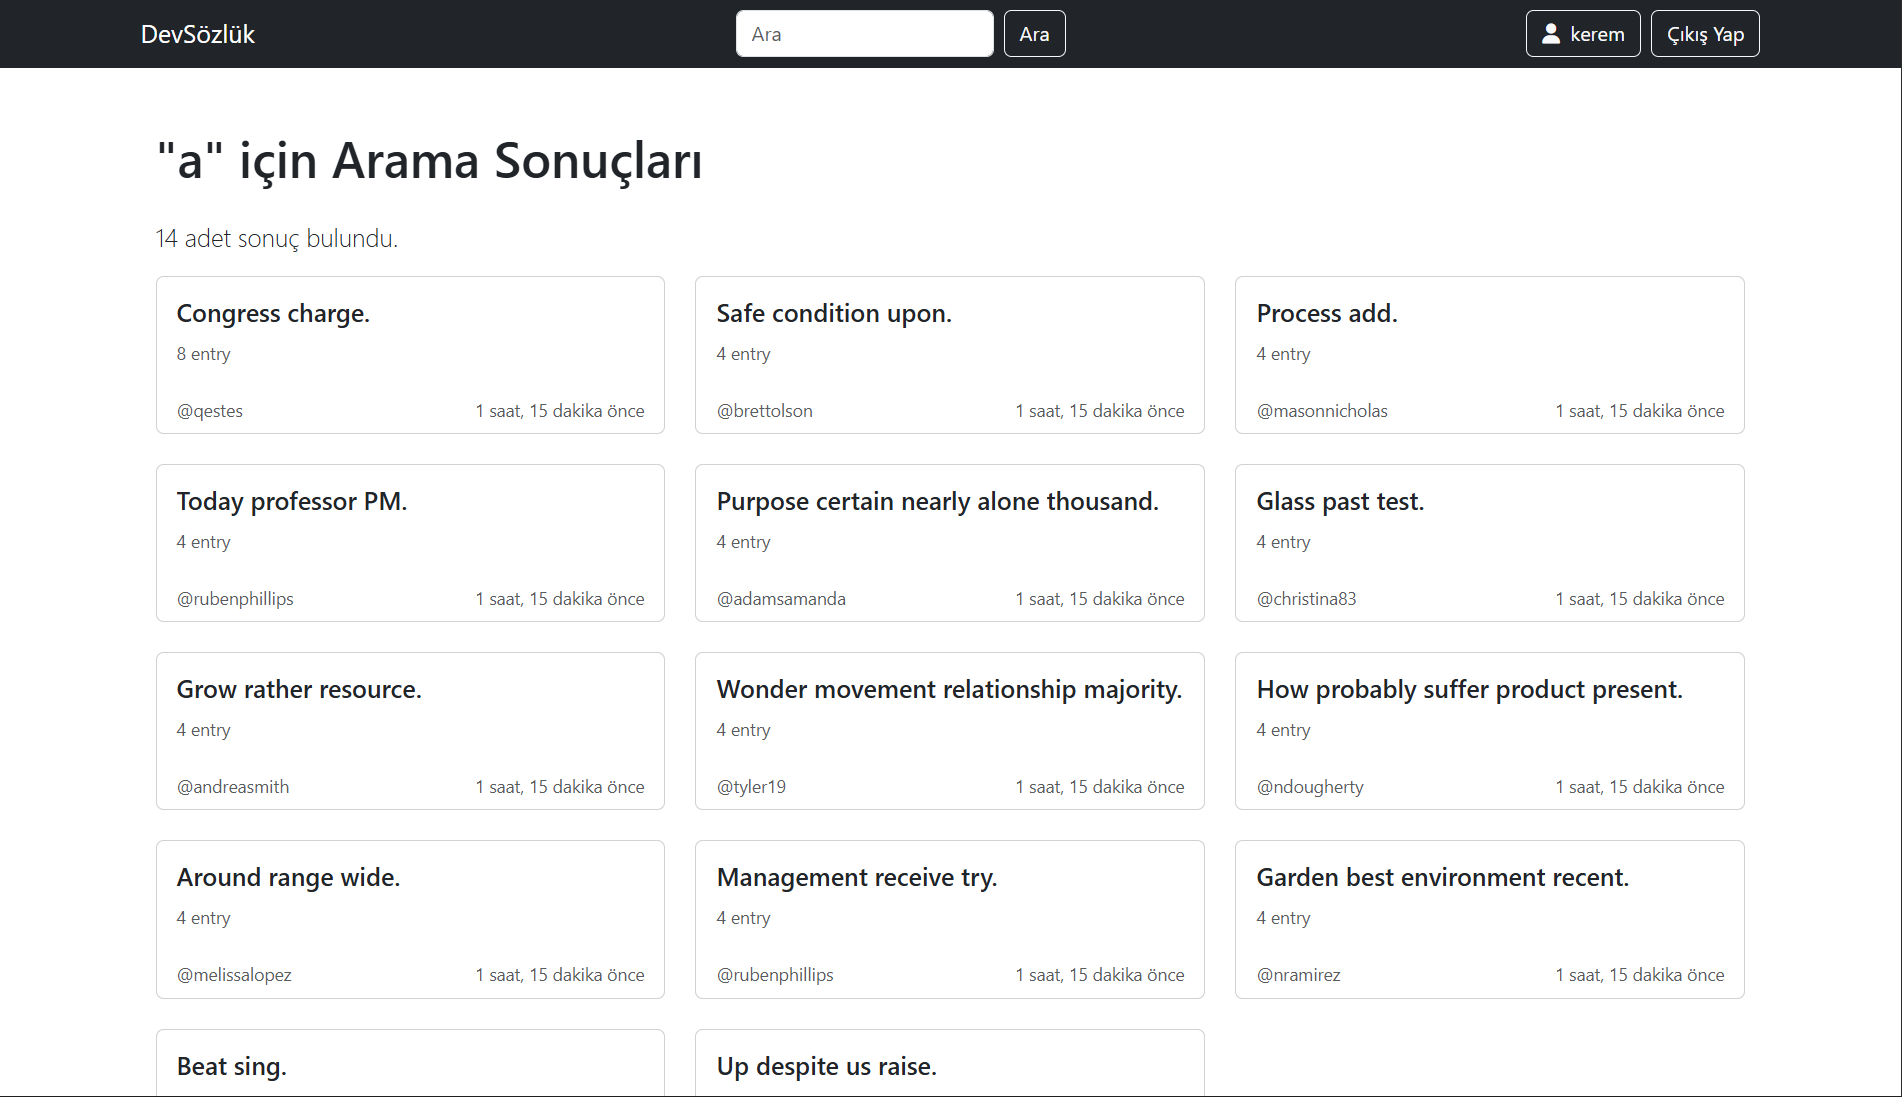 DevSözlük
Ara
Ara
kerem
Çıkış Yap
"a" için Arama Sonuçları
14 adet sonuç bulundu.
Congress charge.
8 entry
@qestes 1 saat, 15 dakika önce
Safe condition upon.
4 entry
@brettolson 1 saat, 15 dakika önce
Process add.
4 entry
@masonnicholas 1 saat, 15 dakika önce
Today professor PM.
4 entry
@rubenphillips 1 saat, 15 dakika önce
Purpose certain nearly alone thousand.
4 entry
@adamsamanda 1 saat, 15 dakika önce
Glass past test.
4 entry
@christina83 1 saat, 15 dakika önce
Grow rather resource.
4 entry
@andreasmith 1 saat, 15 dakika önce
Wonder movement relationship majority.
4 entry
@tyler19 1 saat, 15 dakika önce
How probably suffer product present.
4 entry
@ndougherty 1 saat, 15 dakika önce
Around range wide.
4 entry
@melissalopez 1 saat, 15 dakika önce
Management receive try.
4 entry
@rubenphillips 1 saat, 15 dakika önce
Garden best environment recent.
4 entry
@nramirez 1 saat, 15 dakika önce
Beat sing.
Up despite us raise.